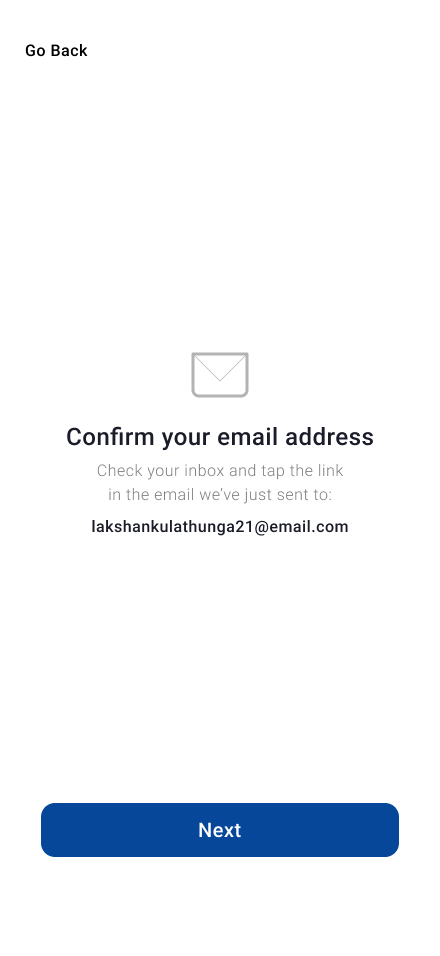 Go Back
Confirm your email address
Check your inbox and tap the link
in the email we’ve just sent to:
lakshankulathunga21@email.com
Next